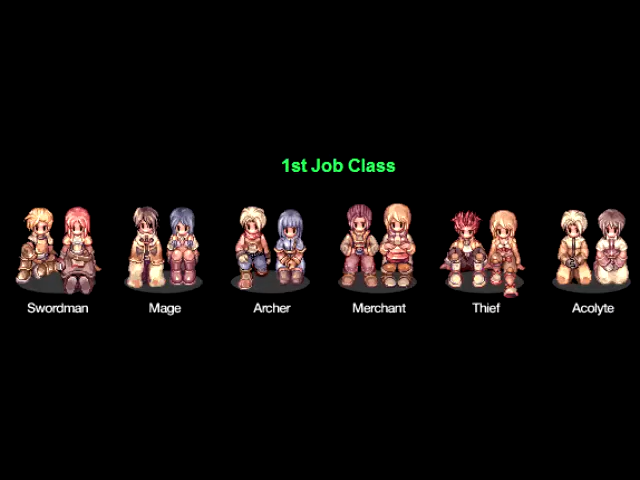 1st Job Class
Swordman
Mage
Archer
Merchant
Thief
Acolyte